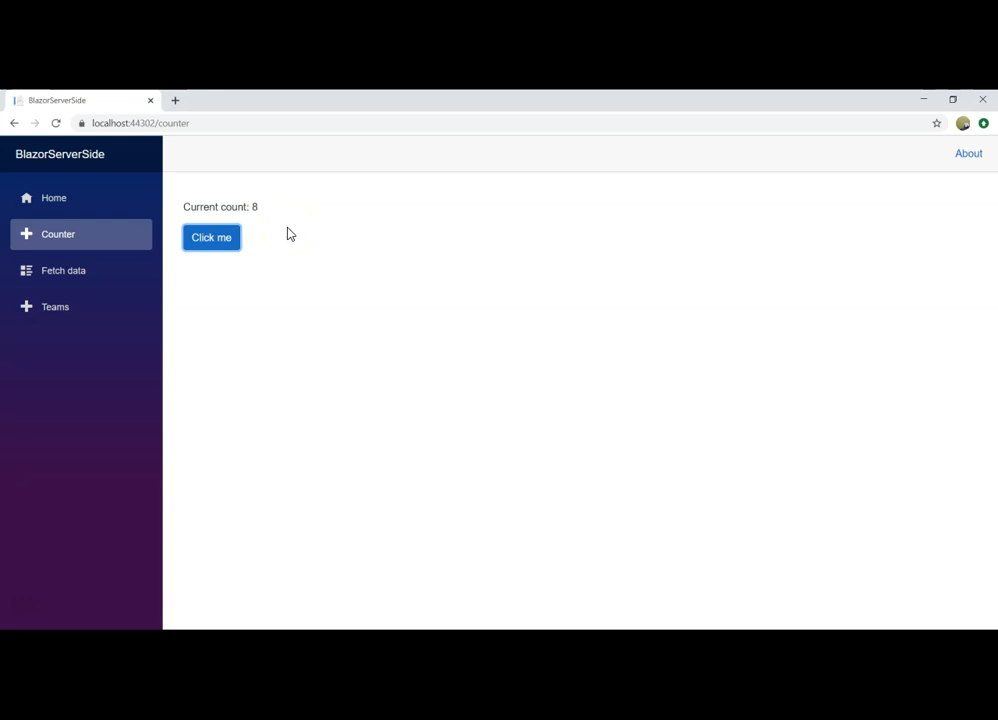 BlazorServerSide
localhost:44302/counter
BlazorServerSide
About
Home
Counter
Fetch data
Teams
Current count: 8
Click me